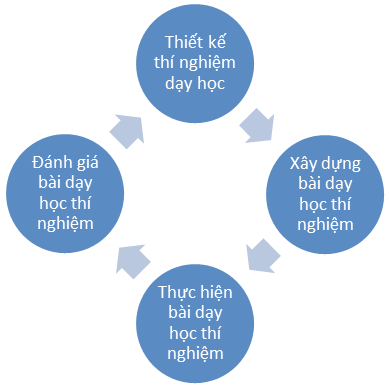 Thiết kế
thí nghiệm
dạy học
Xây dựng
bài dạy
học thí
nghiệm
Thực hiện
bài dạy
học thí
nghiệm
Đánh giá
bài dạy
học thí
nghiệm